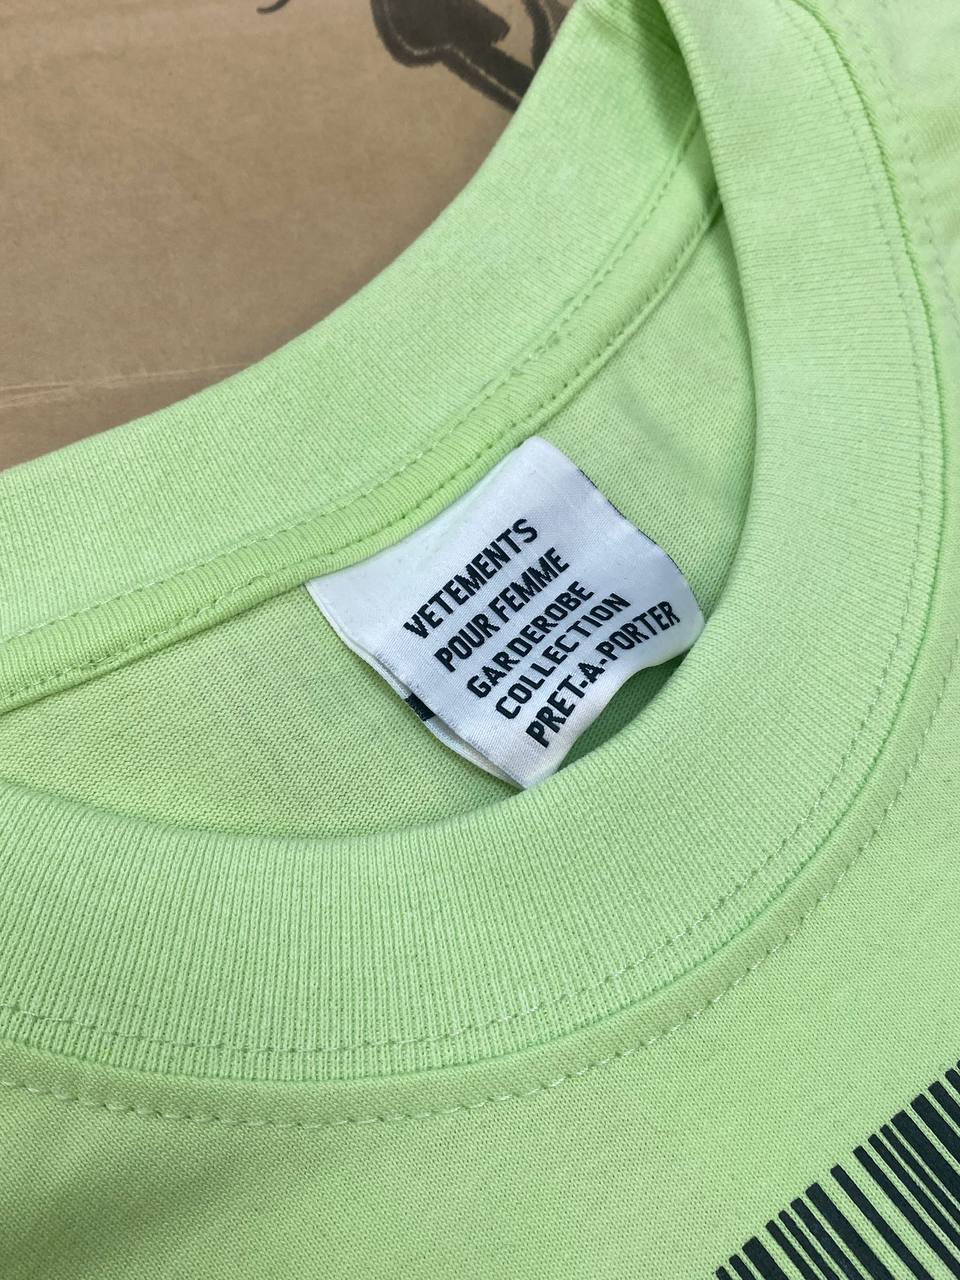 VETEMENTS
POUR FEMME
GARDEROBE
COLLECTION
PRET-A-PORTER